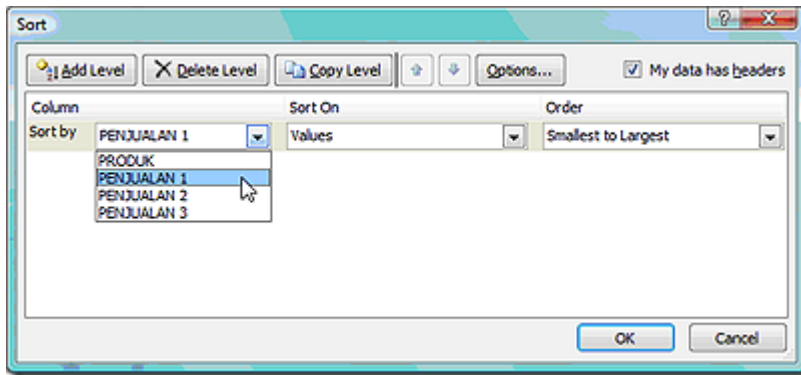 Sort
Add Level Delete Level Copy Level Options... My data has headers
Column Sort On Order
Sort by PENJUALAN 1 Values Smallest to Largest
PRODUK
PENJUALAN 1
PENJUALAN 2
PENJUALAN 3
OK Cancel